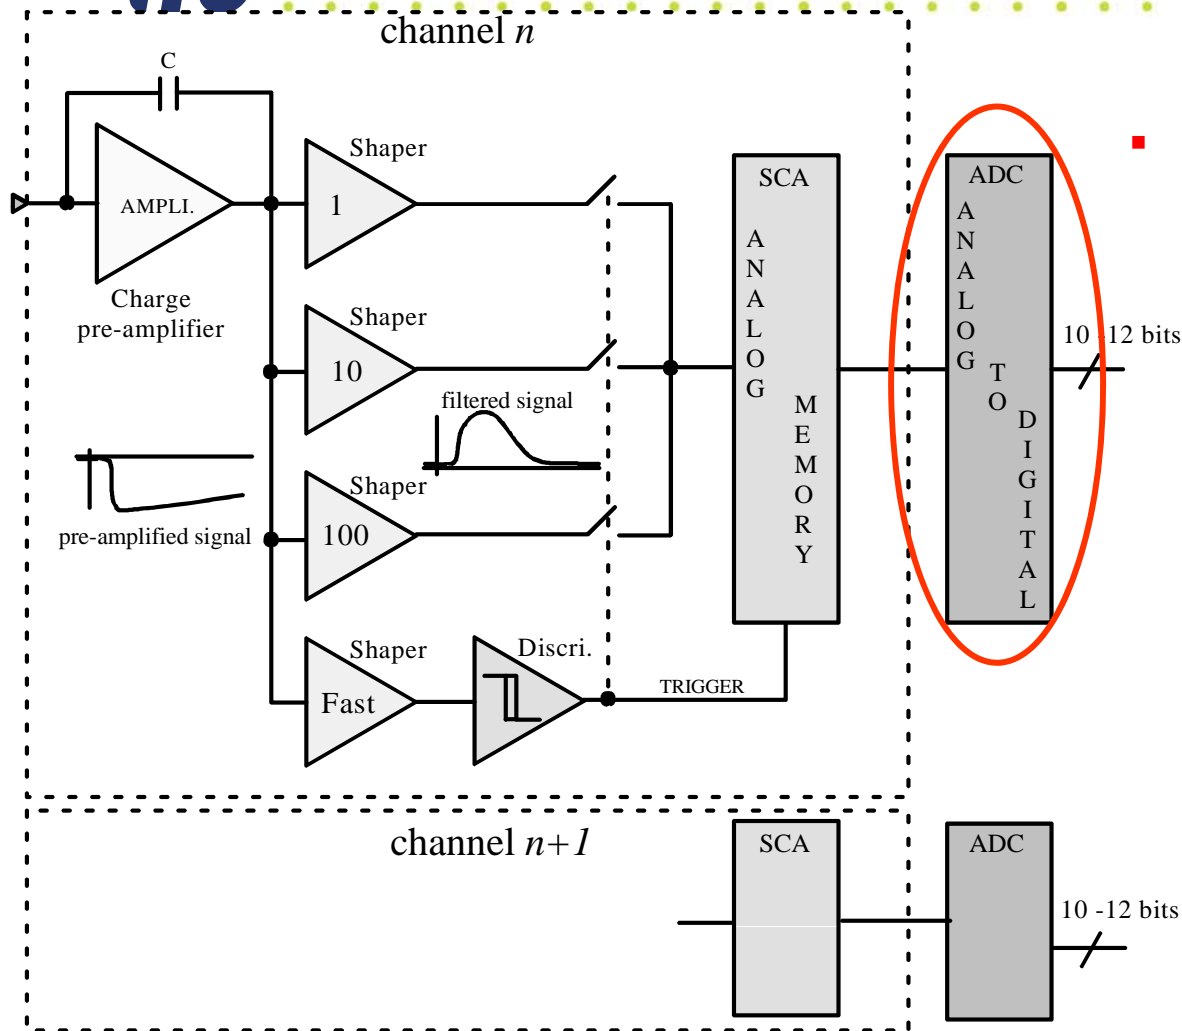 channel n
C
AMPLI.
Charge
pre-amplifier
Shaper
1
Shaper
10
filtered signal
pre-amplified signal
Shaper
100
Shaper
Fast
Discri.
TRIGGER
SCA
ANALOG
MEMORY
ADC
ANALOG
TO
DIGITAL
10 -12 bits
channel n+1
SCA
ADC
10 -12 bits